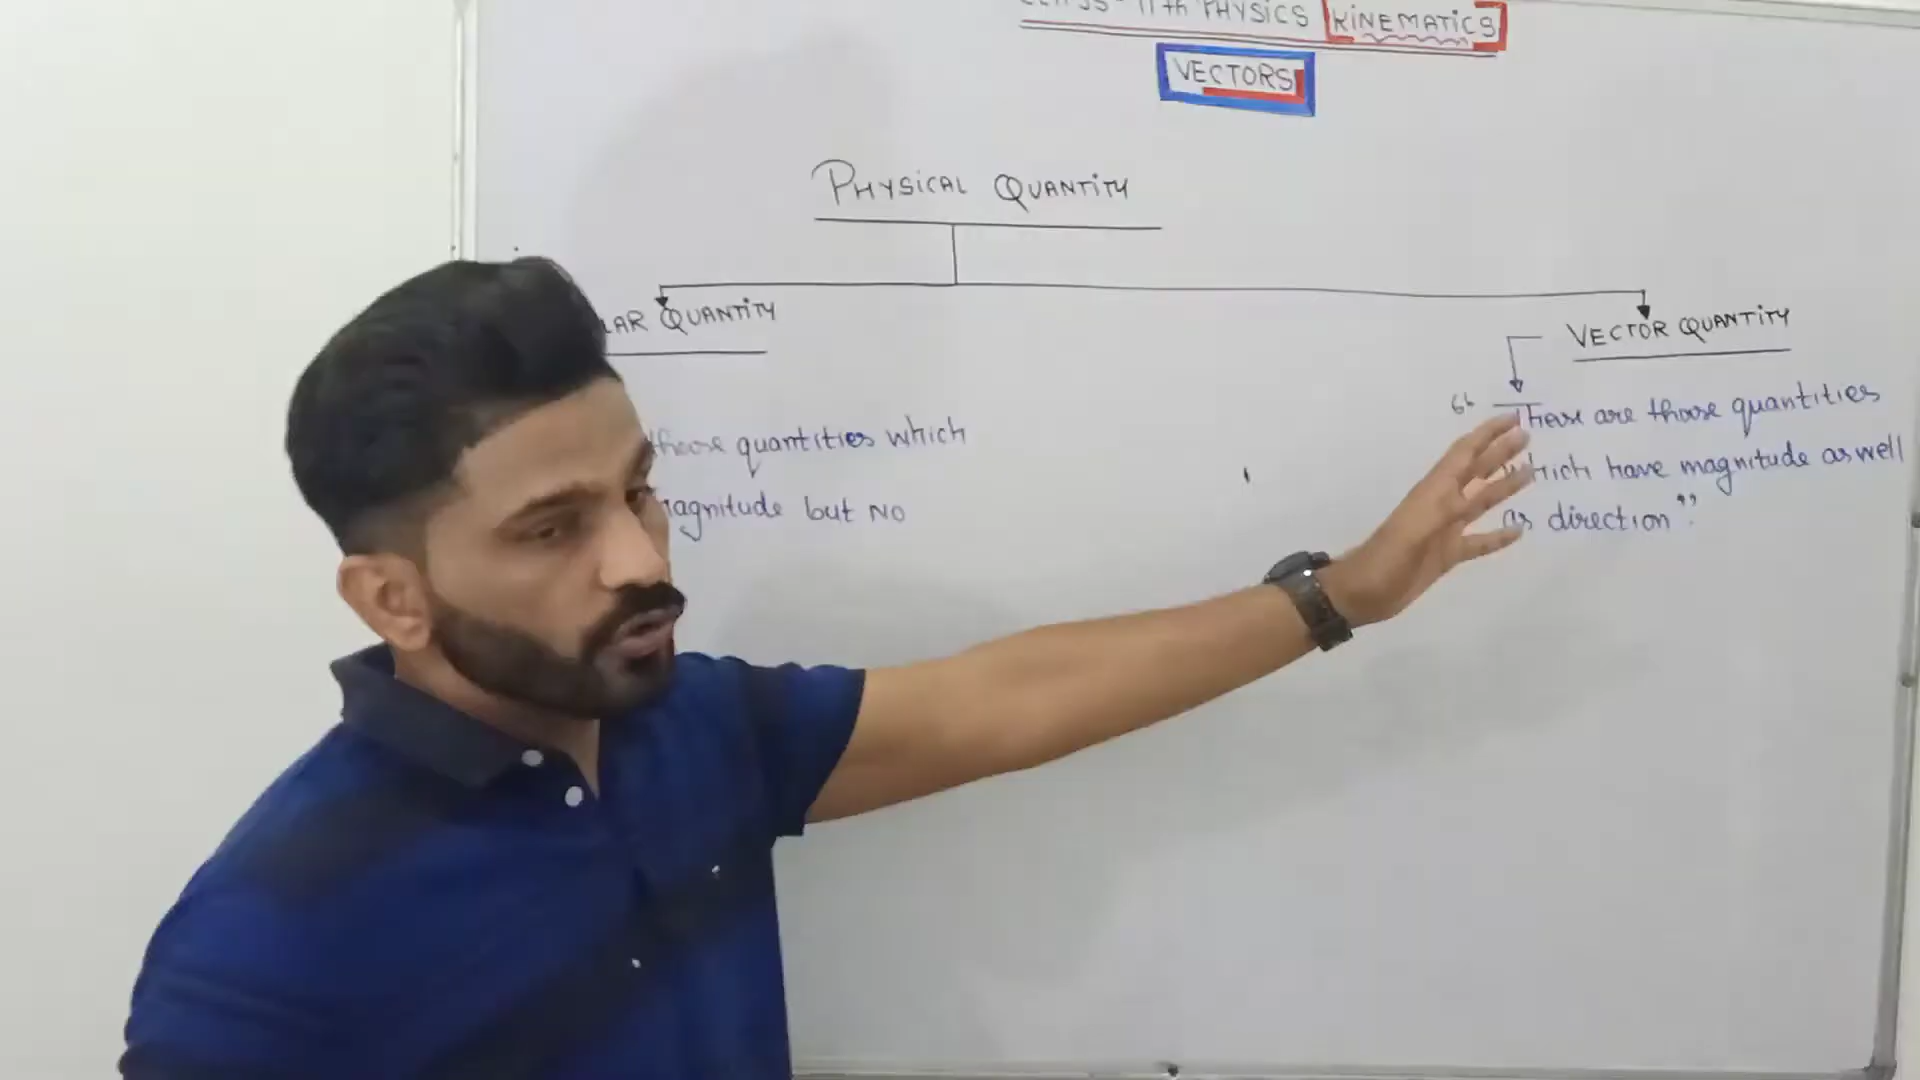 CLASS-11th PHYSICS KINEMATICS
VECTORS
PHYSICAL QUANTITY
LAR QUANTITY
those quantities which
magnitude but NO
VECTOR QUANTITY
“ These are those quantities
which have magnitude as well
as direction”.